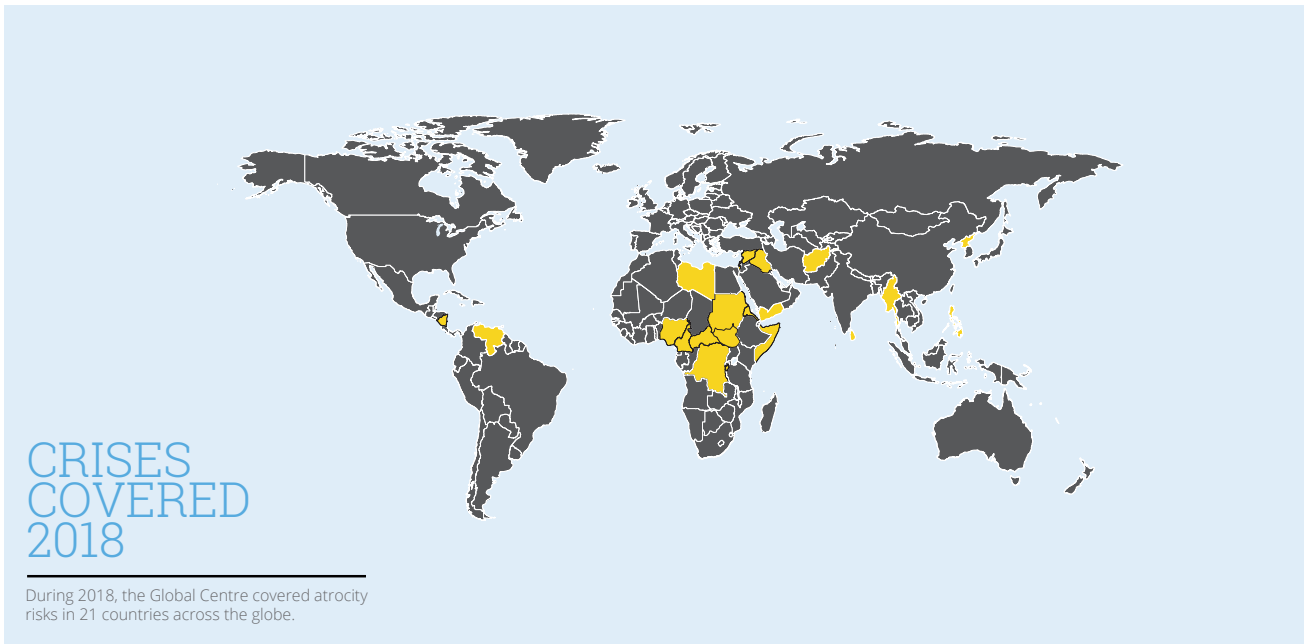 CRISES
COVERED
2018
During 2018, the Global Centre covered atrocity
risks in 21 countries across the globe.